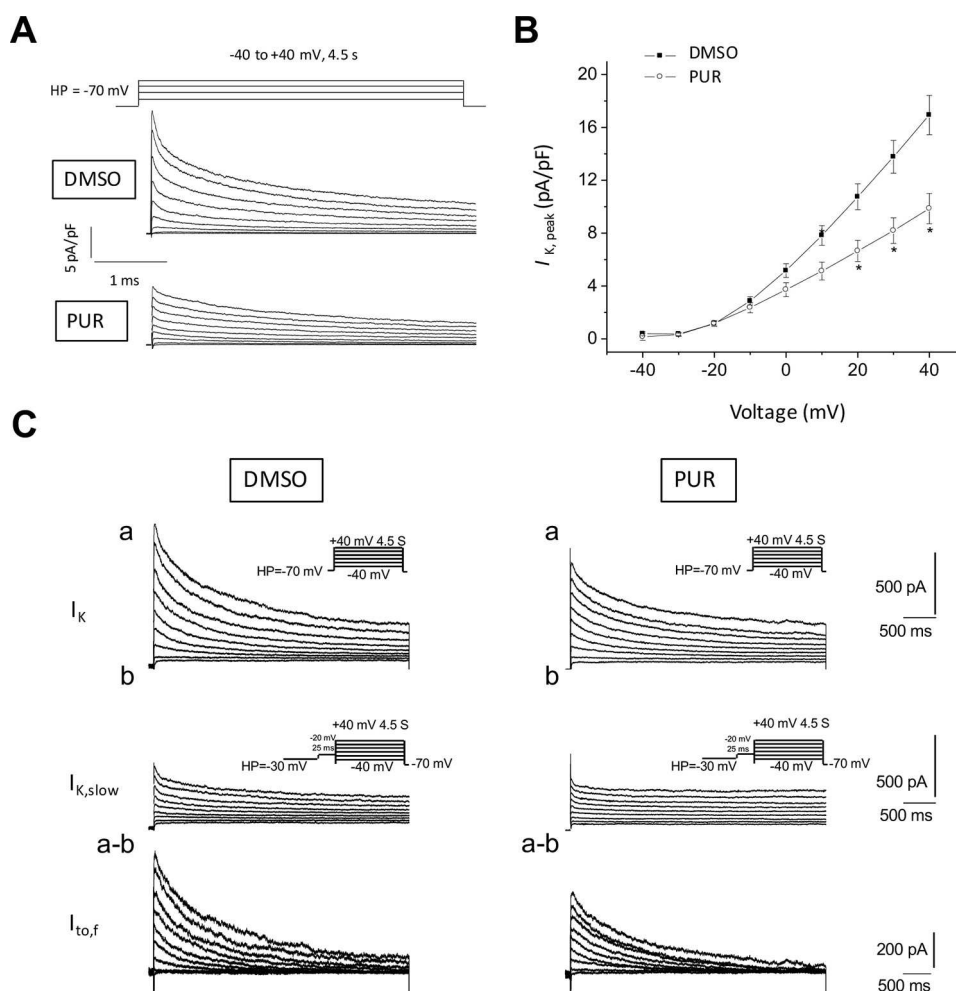 A
-40 to +40 mV, 4.5 s
HP = -70 mV
DMSO
5 pA/pF
1 ms
PUR
B
DMSO
PUR
20
16
12
8
4
0
I K, peak (pA/pF)
* * *
-40 -20 0 20 40
Voltage (mV)
C
DMSO PUR
a
+40 mV 4.5 S
HP=-70 mV
-40 mV
IK
a
+40 mV 4.5 S
HP=-70 mV
-40 mV
500 pA
500 ms
b
+40 mV 4.5 S
-20 mV
25 ms
HP=-30 mV
-40 mV
-70 mV
IK,slow
b
+40 mV 4.5 S
-20 mV
25 ms
HP=-30 mV
-40 mV
-70 mV
500 pA
500 ms
a-b
Ito,f
a-b
200 pA
500 ms